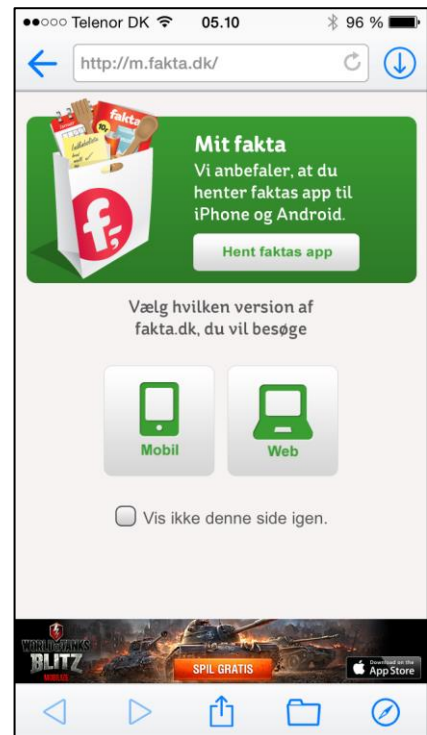 Telenor DK 05.10 96 %
http://m.fakta.dk/
fakta
Mit fakta
Vi anbefaler, at du
henter faktas app til
iPhone og Android.
Hent faktas app
Vælg hvilken version af
fakta.dk, du vil besøge
Mobil Web
Vis ikke denne side igen.
WORLD OF TANKS
BLITZ
SPIL GRATIS
Download on the
App Store